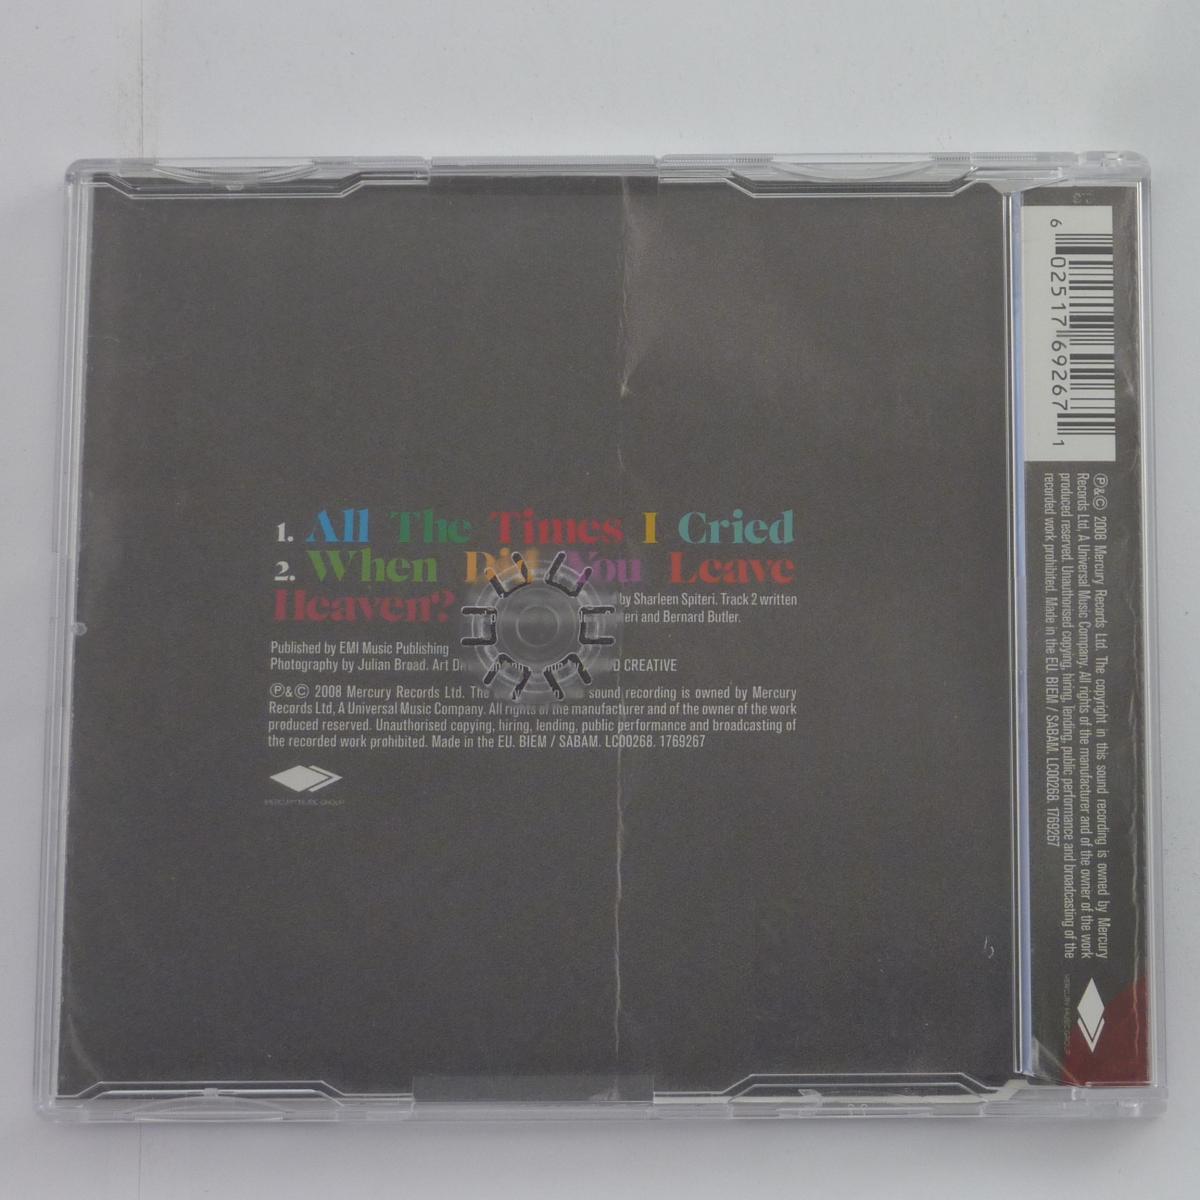 1. All The Times I Cried
2. When Did You Leave
Heaven? by Sharleen Spiteri. Track 2 written
and Bernard Butler.
Published by EMI Music Publishing
Photography by Julian Broad. Art CREATIVE
℗&© 2008 Mercury Records Ltd. The sound recording is owned by Mercury
Records Ltd, A Universal Music Company. All rights of the manufacturer and of the owner of the work
produced reserved. Unauthorised copying, hiring, lending, public performance and broadcasting of
the recorded work prohibited. Made in the EU. BIEM / SABAM. LC00268. 1769267
MERCURY MUSIC GROUP
6 02517 69267 1
℗&© 2008 Mercury Records Ltd. The copyright in this sound recording is owned by Mercury
Records Ltd, A Universal Music Company. All rights of the manufacturer and of the owner of the work
produced reserved. Unauthorised copying, hiring, lending, public performance and broadcasting of the
recorded work prohibited. Made in the EU. BIEM / SABAM. LC00268. 1769267
MERCURY MUSIC GROUP